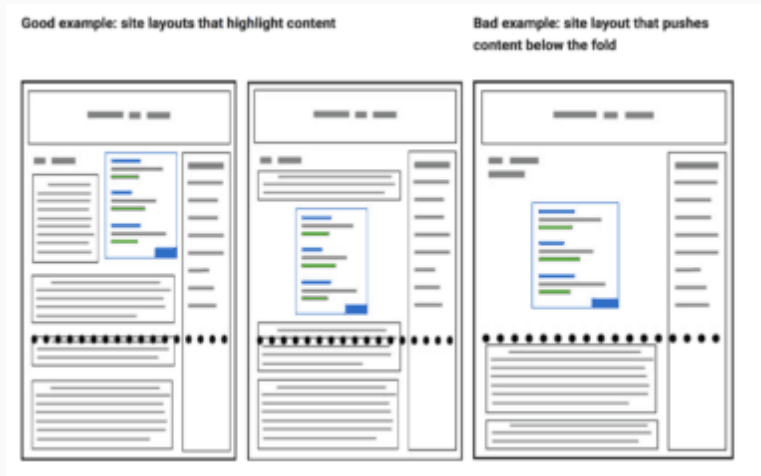 Good example: site layouts that highlight content
Bad example: site layout that pushes
content below the fold